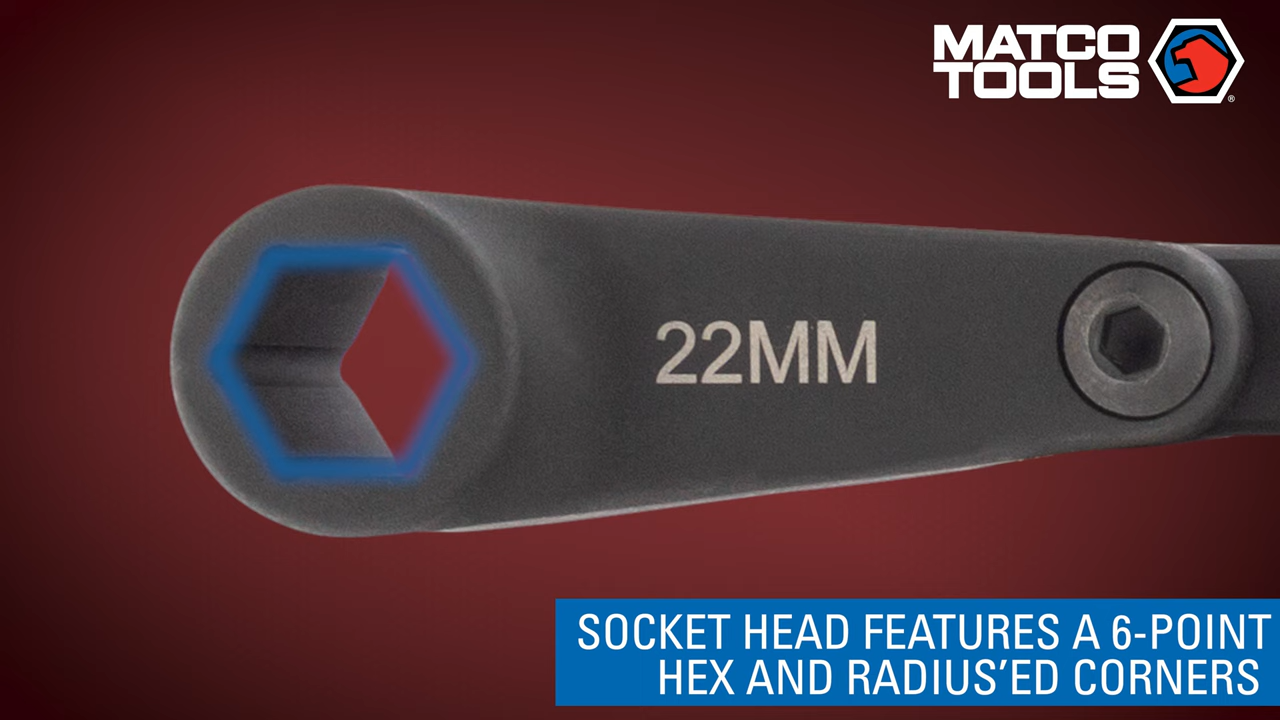 MATCO
TOOLS
®
22MM
SOCKET HEAD FEATURES A 6-POINT
HEX AND RADIUS'ED CORNERS